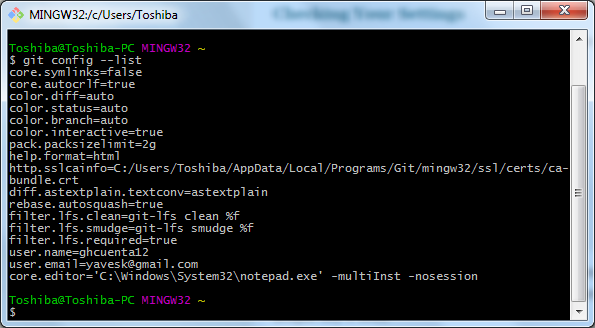 Checking Your Settings
MINGW32:/c/Users/Toshiba
Toshiba@Toshiba-PC MINGW32 ~
$ git config --list
core.symlinks=false
core.autocrlf=true
color.diff=auto
color.status=auto
color.branch=auto
color.interactive=true
pack.packsizelimit=2g
help.format=html
http.sslcainfo=C:/Users/Toshiba/AppData/Local/Programs/Git/mingw32/ssl/certs/ca-
bundle.crt
diff.astextplain.textconv=astextplain
rebase.autosquash=true
filter.lfs.clean=git-lfs clean %f
filter.lfs.smudge=git-lfs smudge %f
filter.lfs.required=true
user.name=ghcuenta12
user.email=yavesk@gmail.com
core.editor='C:\Windows\System32\notepad.exe' -multiInst -nosession
Toshiba@Toshiba-PC MINGW32 ~
$